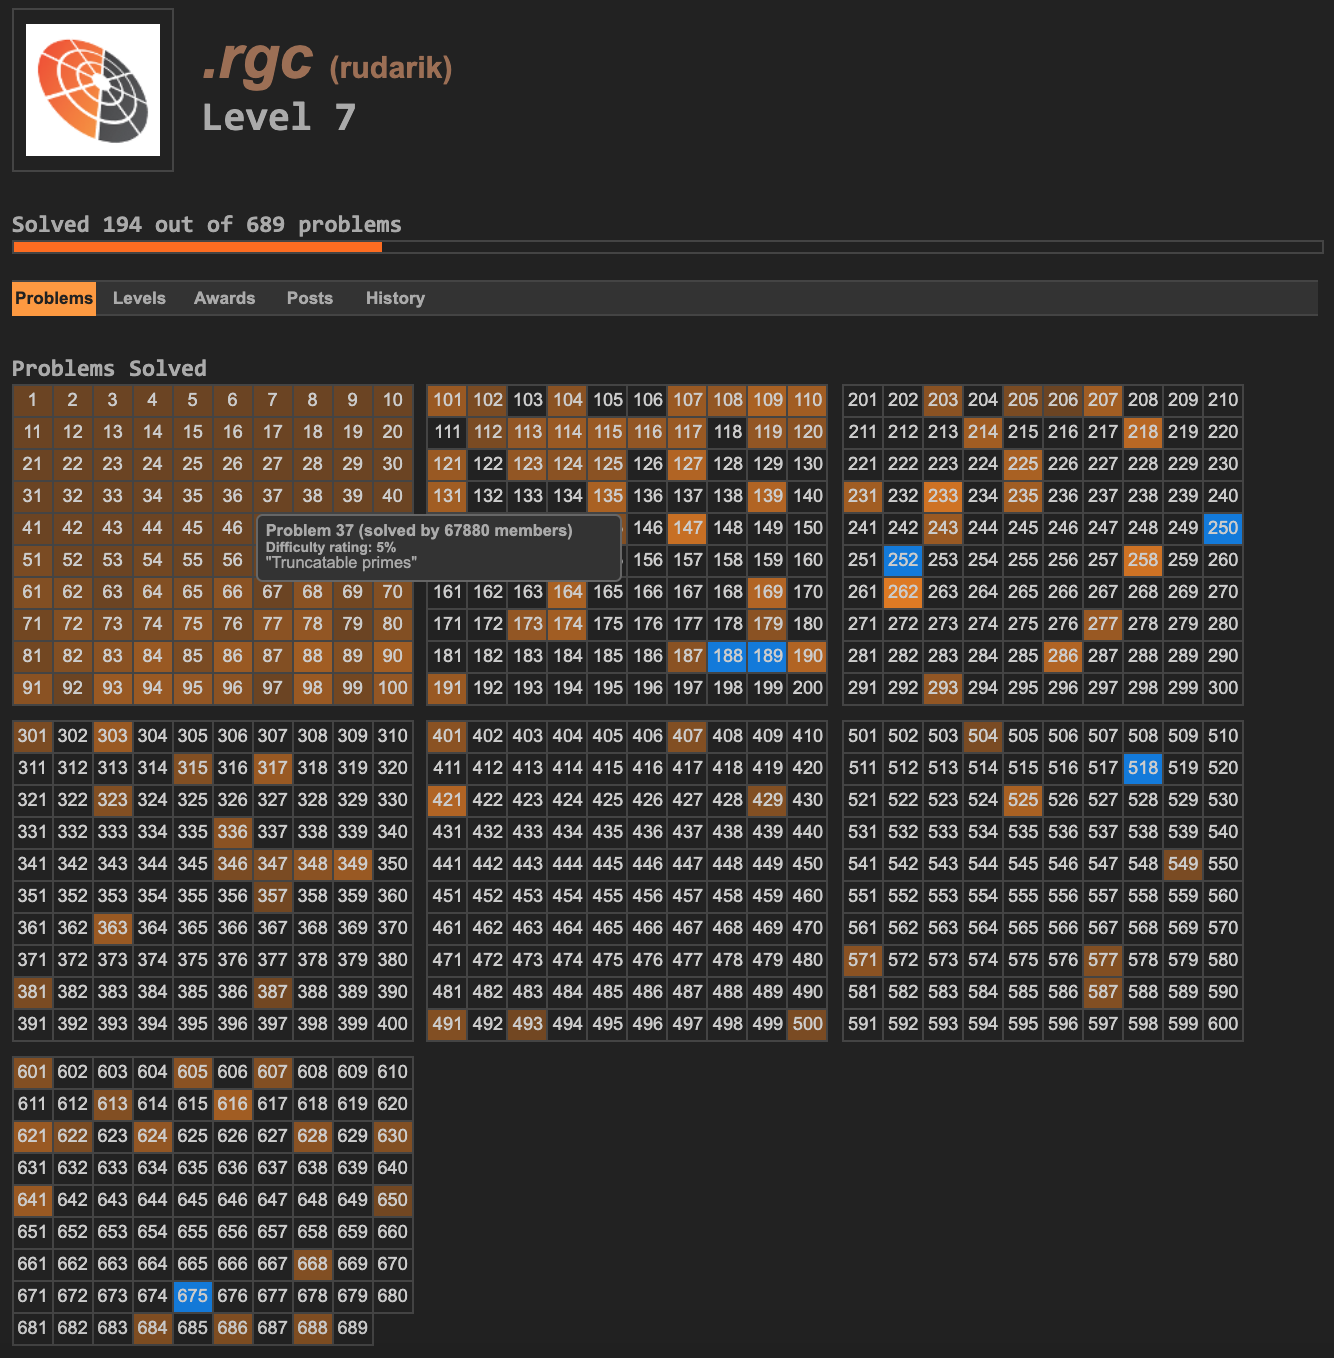 .rgc (rudarik)
Level 7
Solved 194 out of 689 problems
Problems Levels Awards Posts History
Problems Solved
1 2 3 4 5 6 7 8 9 10 101 102 103 104 105 106 107 108 109 110 201 202 203 204 205 206 207 208 209 210
11 12 13 14 15 16 17 18 19 20 111 112 113 114 115 116 117 118 119 120 211 212 213 214 215 216 217 218 219 220
21 22 23 24 25 26 27 28 29 30 121 122 123 124 125 126 127 128 129 130 221 222 223 224 225 226 227 228 229 230
31 32 33 34 35 36 37 38 39 40 131 132 133 134 135 136 137 138 139 140 231 232 233 234 235 236 237 238 239 240
41 42 43 44 45 46 146 147 148 149 150 241 242 243 244 245 246 247 248 249 250
Problem 37 (solved by 67880 members)
Difficulty rating: 5%
"Truncatable primes"
51 52 53 54 55 56 156 157 158 159 160 251 252 253 254 255 256 257 258 259 260
61 62 63 64 65 66 67 68 69 70 161 162 163 164 165 166 167 168 169 170 261 262 263 264 265 266 267 268 269 270
71 72 73 74 75 76 77 78 79 80 171 172 173 174 175 176 177 178 179 180 271 272 273 274 275 276 277 278 279 280
81 82 83 84 85 86 87 88 89 90 181 182 183 184 185 186 187 188 189 190 281 282 283 284 285 286 287 288 289 290
91 92 93 94 95 96 97 98 99 100 191 192 193 194 195 196 197 198 199 200 291 292 293 294 295 296 297 298 299 300
301 302 303 304 305 306 307 308 309 310 401 402 403 404 405 406 407 408 409 410 501 502 503 504 505 506 507 508 509 510
311 312 313 314 315 316 317 318 319 320 411 412 413 414 415 416 417 418 419 420 511 512 513 514 515 516 517 518 519 520
321 322 323 324 325 326 327 328 329 330 421 422 423 424 425 426 427 428 429 430 521 522 523 524 525 526 527 528 529 530
331 332 333 334 335 336 337 338 339 340 431 432 433 434 435 436 437 438 439 440 531 532 533 534 535 536 537 538 539 540
341 342 343 344 345 346 347 348 349 350 441 442 443 444 445 446 447 448 449 450 541 542 543 544 545 546 547 548 549 550
351 352 353 354 355 356 357 358 359 360 451 452 453 454 455 456 457 458 459 460 551 552 553 554 555 556 557 558 559 560
361 362 363 364 365 366 367 368 369 370 461 462 463 464 465 466 467 468 469 470 561 562 563 564 565 566 567 568 569 570
371 372 373 374 375 376 377 378 379 380 471 472 473 474 475 476 477 478 479 480 571 572 573 574 575 576 577 578 579 580
381 382 383 384 385 386 387 388 389 390 481 482 483 484 485 486 487 488 489 490 581 582 583 584 585 586 587 588 589 590
391 392 393 394 395 396 397 398 399 400 491 492 493 494 495 496 497 498 499 500 591 592 593 594 595 596 597 598 599 600
601 602 603 604 605 606 607 608 609 610
611 612 613 614 615 616 617 618 619 620
621 622 623 624 625 626 627 628 629 630
631 632 633 634 635 636 637 638 639 640
641 642 643 644 645 646 647 648 649 650
651 652 653 654 655 656 657 658 659 660
661 662 663 664 665 666 667 668 669 670
671 672 673 674 675 676 677 678 679 680
681 682 683 684 685 686 687 688 689